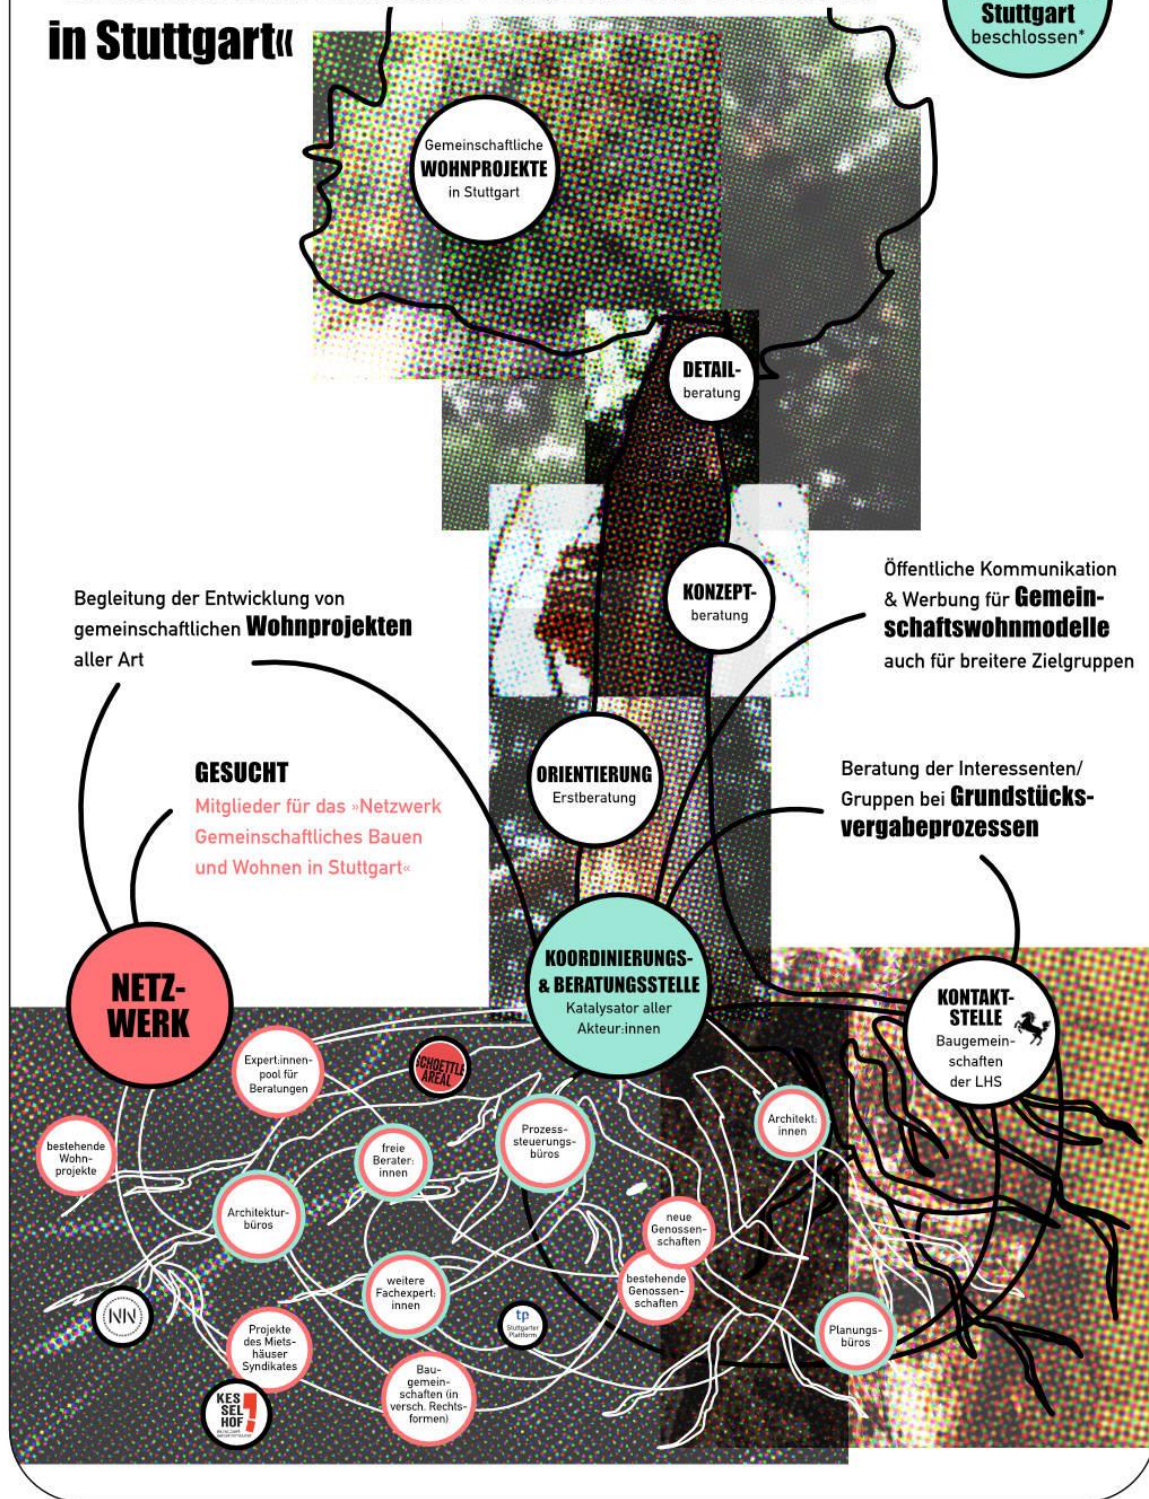 in Stuttgart«
Stuttgart
beschlossen*
Gemeinschaftliche
WOHNPROJEKTE
in Stuttgart
DETAIL-
beratung
KONZEPT-
beratung
Öffentliche Kommunikation
& Werbung für Gemein-
schaftswohnmodelle
auch für breitere Zielgruppen
Begleitung der Entwicklung von
gemeinschaftlichen Wohnprojekten
aller Art
ORIENTIERUNG
Erstberatung
GESUCHT
Mitglieder für das »Netzwerk
Gemeinschaftliches Bauen
und Wohnen in Stuttgart«
Beratung der Interessenten/
Gruppen bei Grundstücks-
vergabeprozessen
NETZ-
WERK
KOORDINIERUNGS-
& BERATUNGSSTELLE
Katalysator aller
Akteur:innen
KONTAKT-
STELLE
Baugemein-
schaften
der LHS
Expert:innen-
pool für
Beratungen
SCHOETTLE
AREAL
bestehende
Wohn-
projekte
freie
Berater:
innen
Prozess-
steuerungs-
büros
Architekt:
innen
Architektur-
büros
neue
Genossen-
schaften
bestehende
Genossen-
schaften
weitere
Fachexpert:
innen
NN
tp
Stuttgarter
Plattform
Projekte
des Miets-
häuser
Syndikates
Planungs-
büros
Bau-
gemein-
schaften (in
versch. Rechts-
formen)
KES
SEL
HOF!